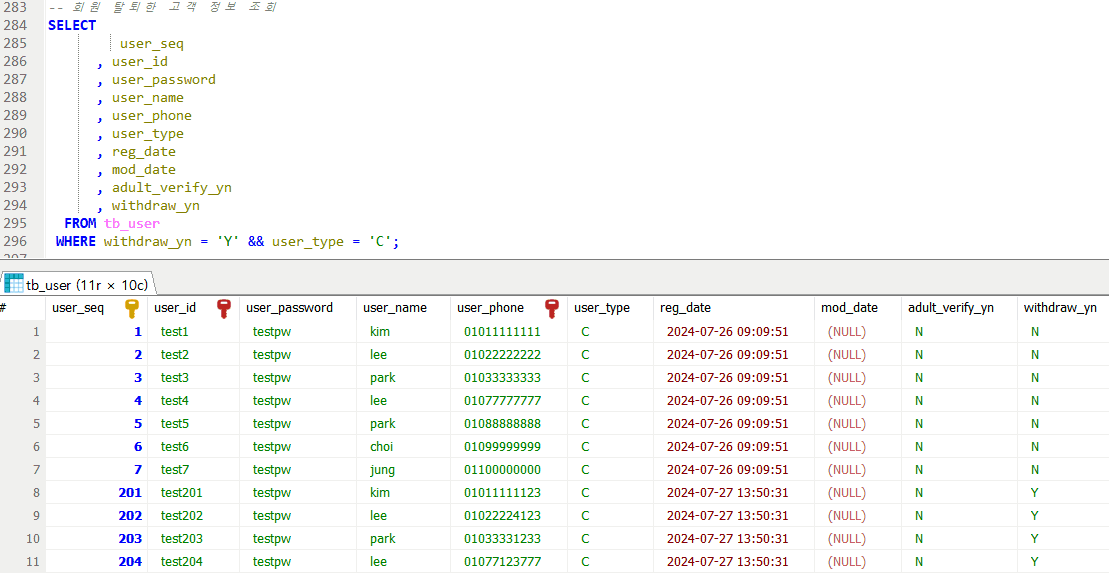 283 -- 회원 탈퇴한 고객 정보 조회
284 SELECT
285 user_seq
286 , user_id
287 , user_password
288 , user_name
289 , user_phone
290 , user_type
291 , reg_date
292 , mod_date
293 , adult_verify_yn
294 , withdraw_yn
295 FROM tb_user
296 WHERE withdraw_yn = 'Y' && user_type = 'C';
tb_user (11r × 10c)
# user_seq user_id user_password user_name user_phone user_type reg_date mod_date adult_verify_yn withdraw_yn
1 1 test1 testpw kim 01011111111 C 2024-07-26 09:09:51 (NULL) N N
2 2 test2 testpw lee 01022222222 C 2024-07-26 09:09:51 (NULL) N N
3 3 test3 testpw park 01033333333 C 2024-07-26 09:09:51 (NULL) N N
4 4 test4 testpw lee 01077777777 C 2024-07-26 09:09:51 (NULL) N N
5 5 test5 testpw park 01088888888 C 2024-07-26 09:09:51 (NULL) N N
6 6 test6 testpw choi 01099999999 C 2024-07-26 09:09:51 (NULL) N N
7 7 test7 testpw jung 01100000000 C 2024-07-26 09:09:51 (NULL) N N
8 201 test201 testpw kim 01011111123 C 2024-07-27 13:50:31 (NULL) N Y
9 202 test202 testpw lee 01022224123 C 2024-07-27 13:50:31 (NULL) N Y
10 203 test203 testpw park 01033331233 C 2024-07-27 13:50:31 (NULL) N Y
11 204 test204 testpw lee 01077123777 C 2024-07-27 13:50:31 (NULL) N Y